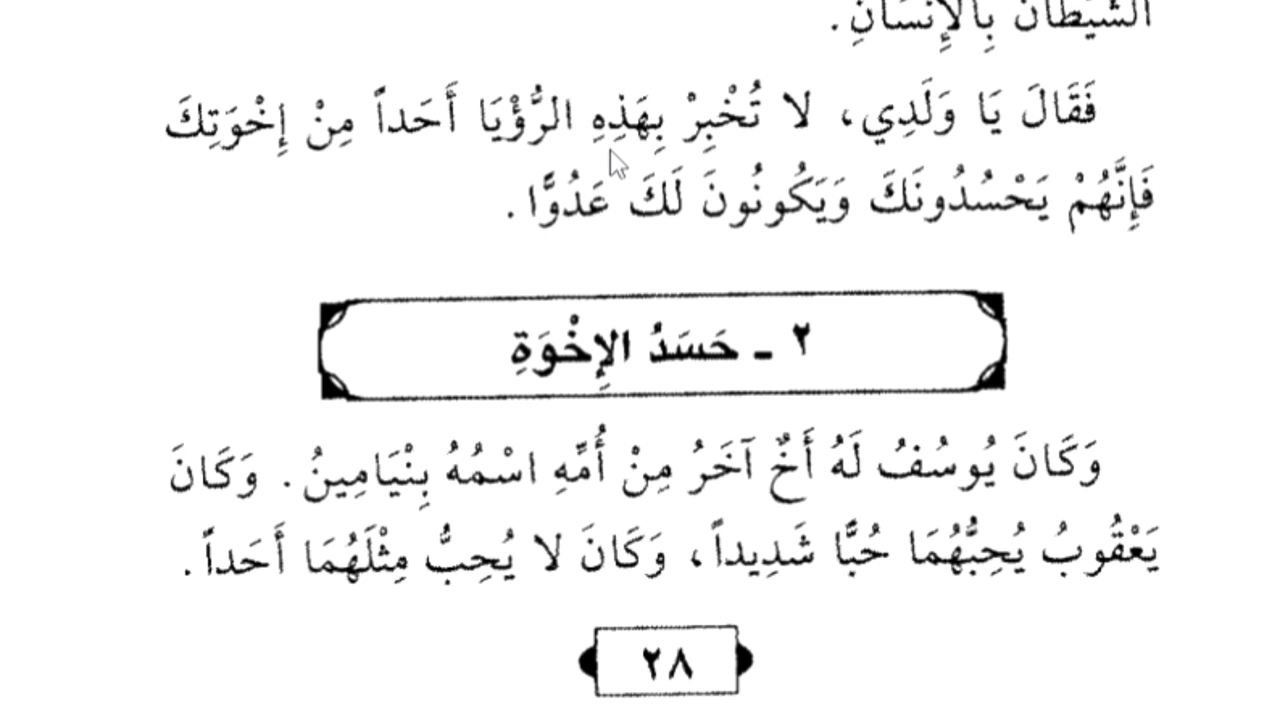 الشَّيْطَانُ بِالْإِنْسَانِ.
فَقَالَ يَا وَلَدِي، لا تُخْبِرْ بِهَذِهِ الرُّؤْيَا أَحَداً مِنْ إِخْوَتِكَ
فَإِنَّهُمْ يَحْسُدُونَكَ وَيَكُونُونَ لَكَ عَدُوًّا.
٢ - حَسَدُ الإِخْوَةِ
وَكَانَ يُوسُفُ لَهُ أَخٌ آخَرُ مِنْ أُمِّهِ اسْمُهُ بِنْيَامِينُ. وَكَانَ
يَعْقُوبُ يُحِبُّهُمَا حُبًّا شَدِيداً، وَكَانَ لا يُحِبُّ مِثْلَهُمَا أَحَداً.
٢٨